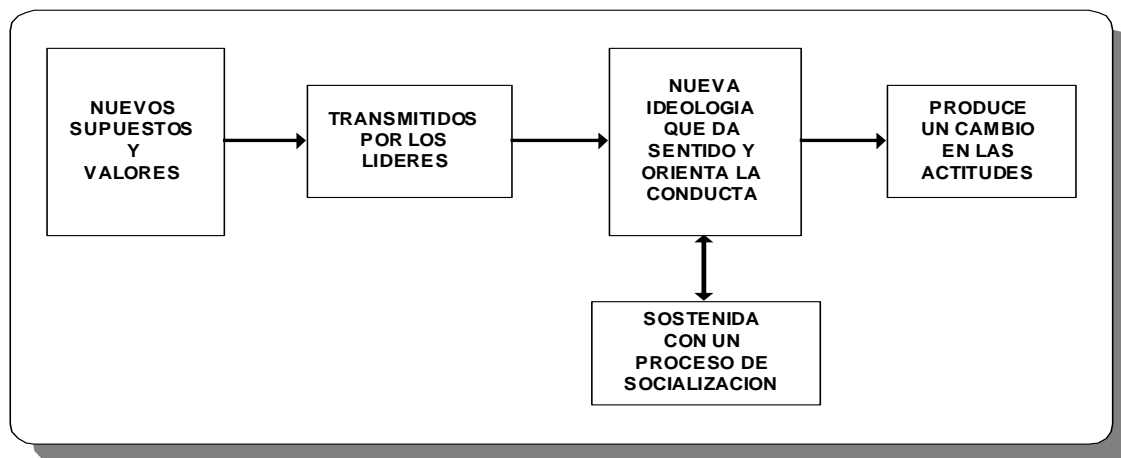 NUEVOS
SUPUESTOS
Y
VALORES
TRANSMITIDOS
POR LOS
LIDERES
NUEVA
IDEOLOGIA
QUE DA
SENTIDO Y
ORIENTA LA
CONDUCTA
PRODUCE
UN CAMBIO
EN LAS
ACTITUDES
SOSTENIDA
CON UN
PROCESO DE
SOCIALIZACION